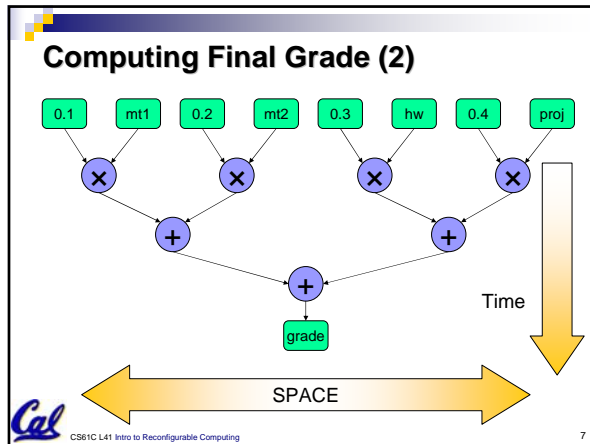 Computing Final Grade (2)
0.1 mt1 0.2 mt2 0.3 hw 0.4 proj
× × × ×
+ +
+
Time
grade
SPACE
Cal
CS61C L41 Intro to Reconfigurable Computing 7